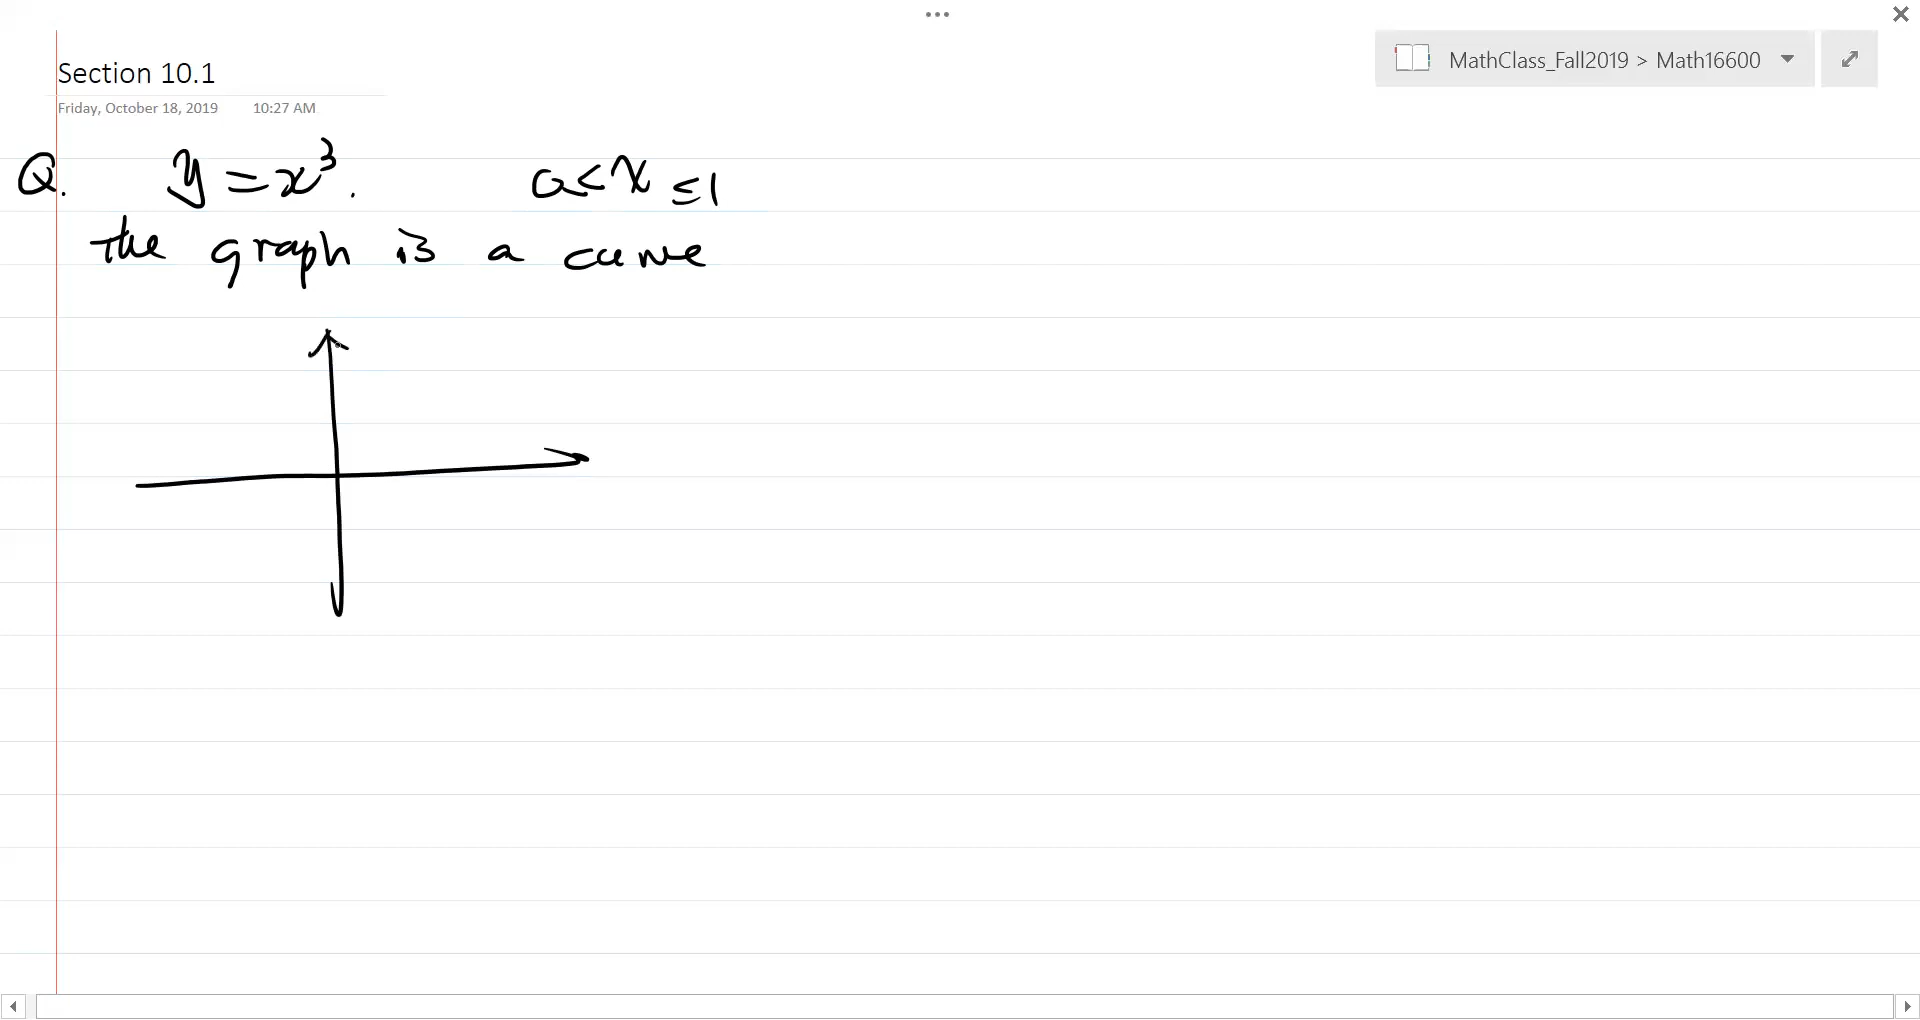 Section 10.1
MathClass_Fall2019 > Math16600
Friday, October 18, 2019 10:27 AM
Q. y = x³. 0<x≤1
the graph is a curve